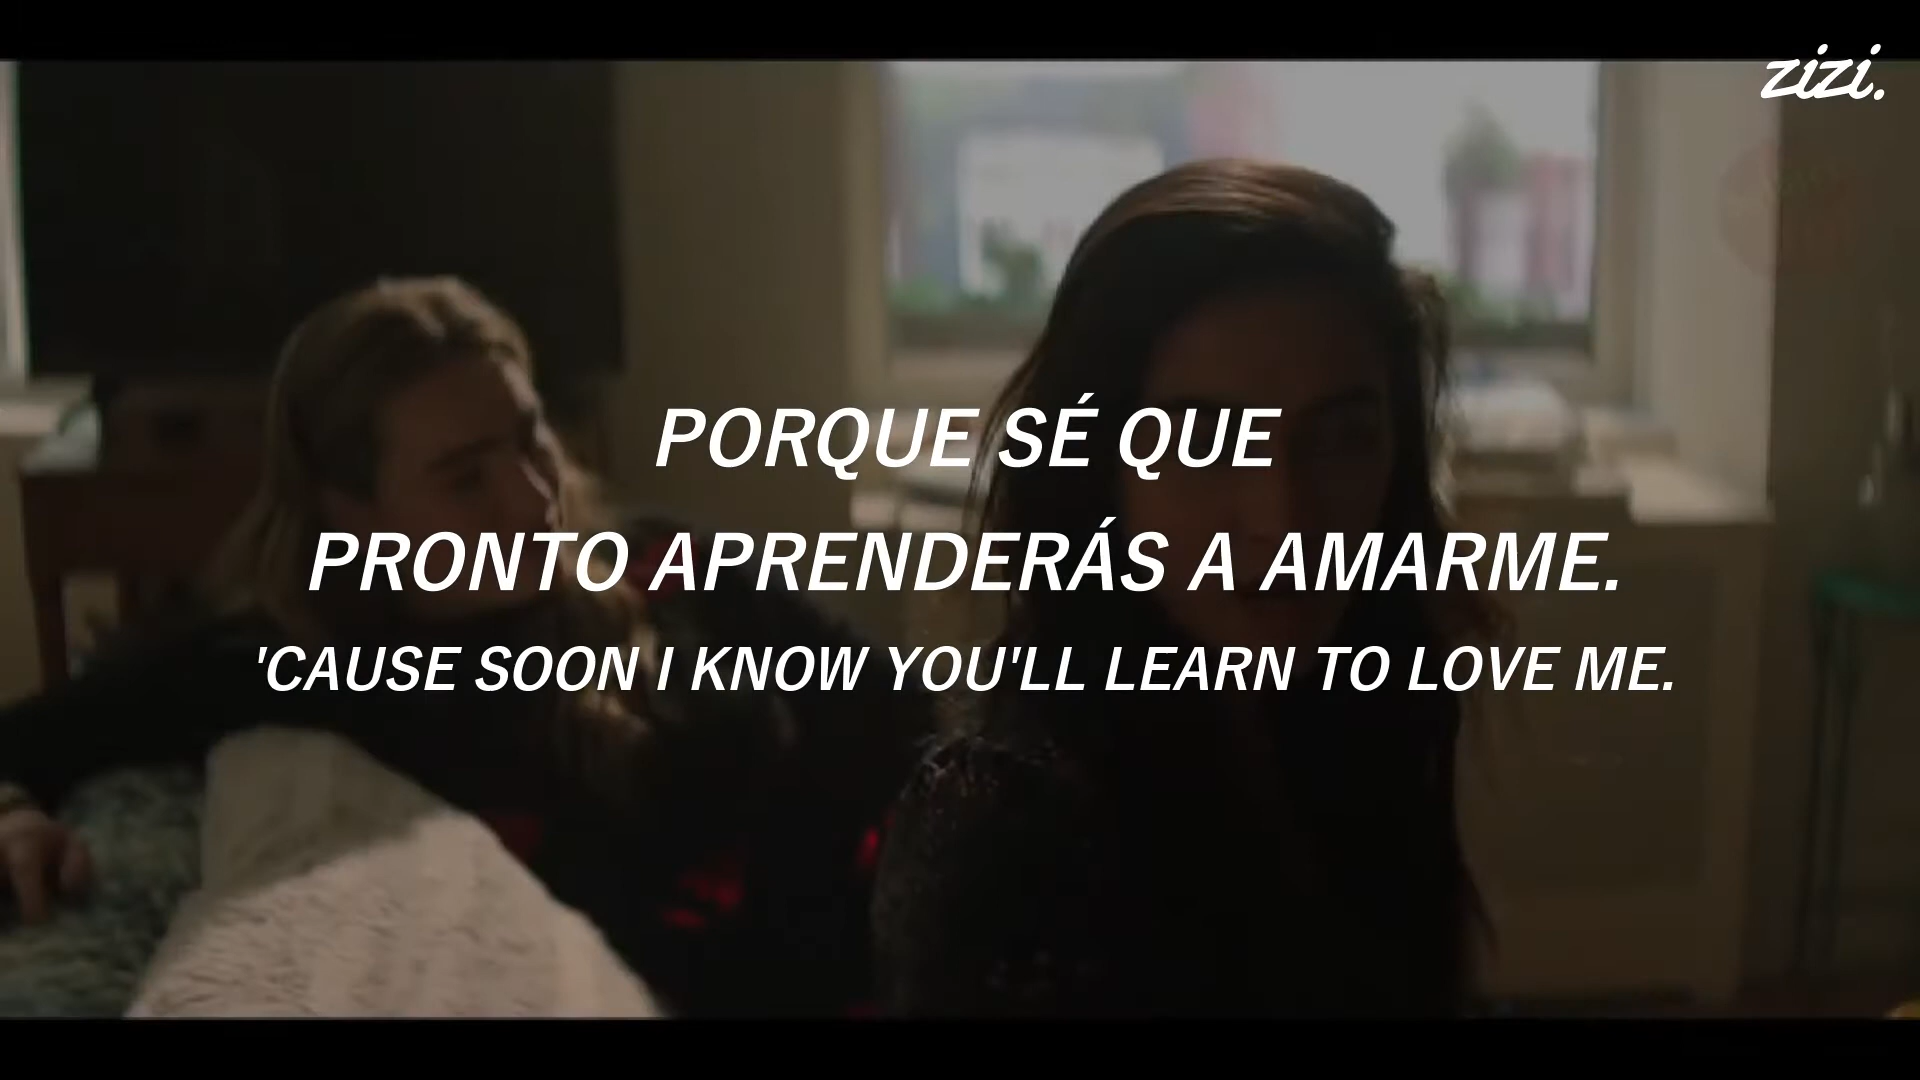 zizi.
PORQUE SÉ QUE
PRONTO APRENDERÁS A AMARME.
'CAUSE SOON I KNOW YOU'LL LEARN TO LOVE ME.